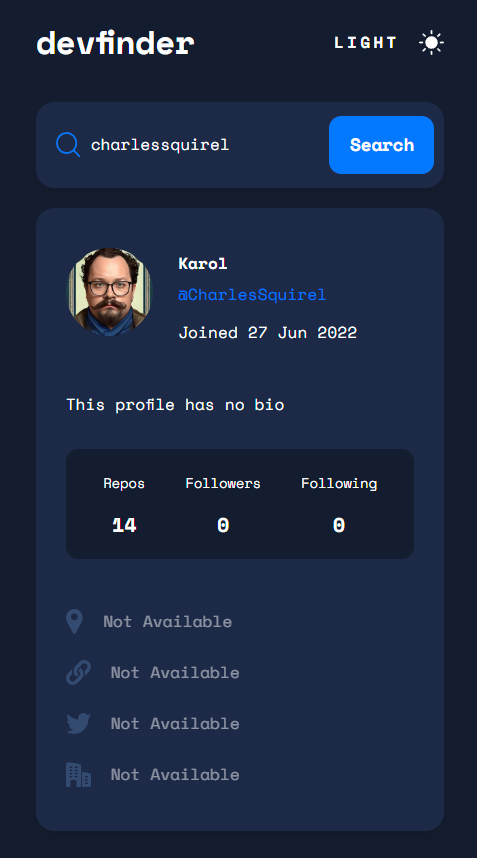 devfinder
LIGHT
charlessquirel
Search
Karol
@CharlesSquirel
Joined 27 Jun 2022
This profile has no bio
Repos Followers Following
14 0 0
Not Available
Not Available
Not Available
Not Available